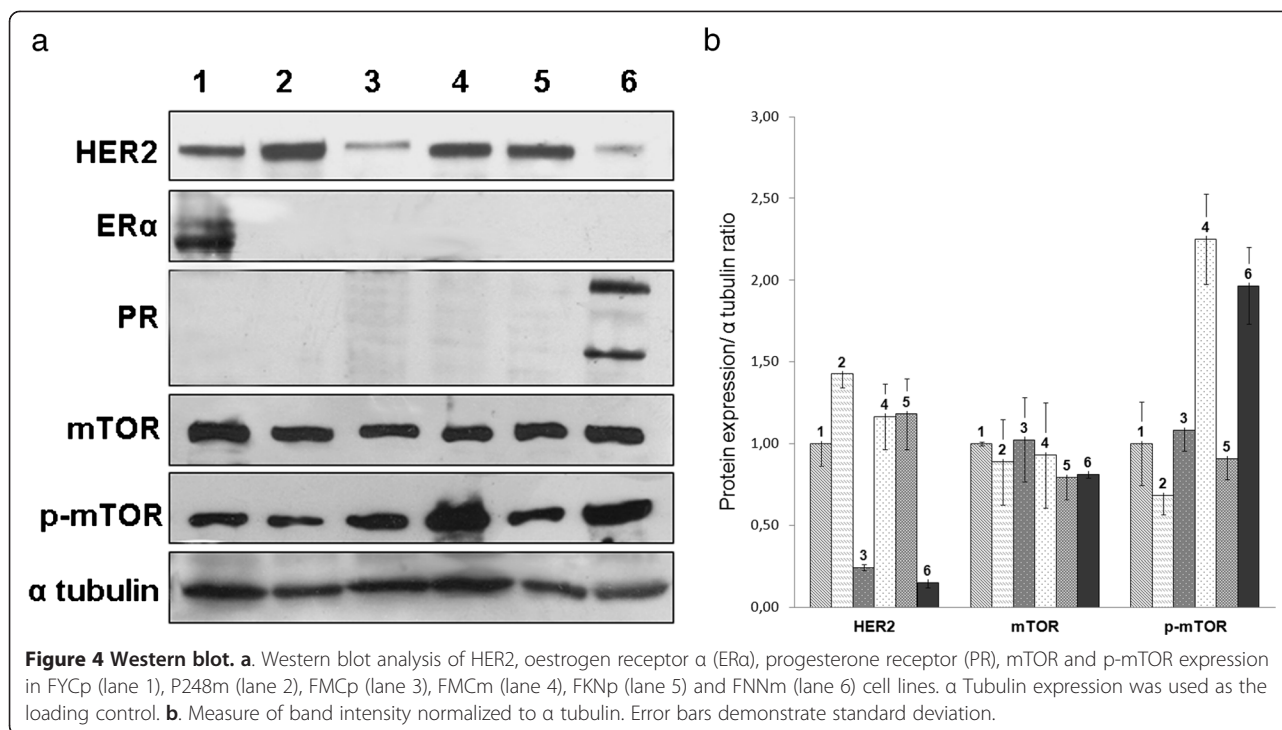 a
1 2 3 4 5 6
HER2
ERα
PR
mTOR
p-mTOR
α tubulin
b
Protein expression/ α tubulin ratio
3,00
2,50
2,00
1,50
1,00
0,50
0,00
1 2 3 4 5 6
1 2 3 4 5 6
1 2 3 4 5 6
HER2 mTOR p-mTOR
Figure 4 Western blot. a. Western blot analysis of HER2, oestrogen receptor α (ERα), progesterone receptor (PR), mTOR and p-mTOR expression
in FYCp (lane 1), P248m (lane 2), FMCp (lane 3), FMCm (lane 4), FKNp (lane 5) and FNNm (lane 6) cell lines. α Tubulin expression was used as the
loading control. b. Measure of band intensity normalized to α tubulin. Error bars demonstrate standard deviation.